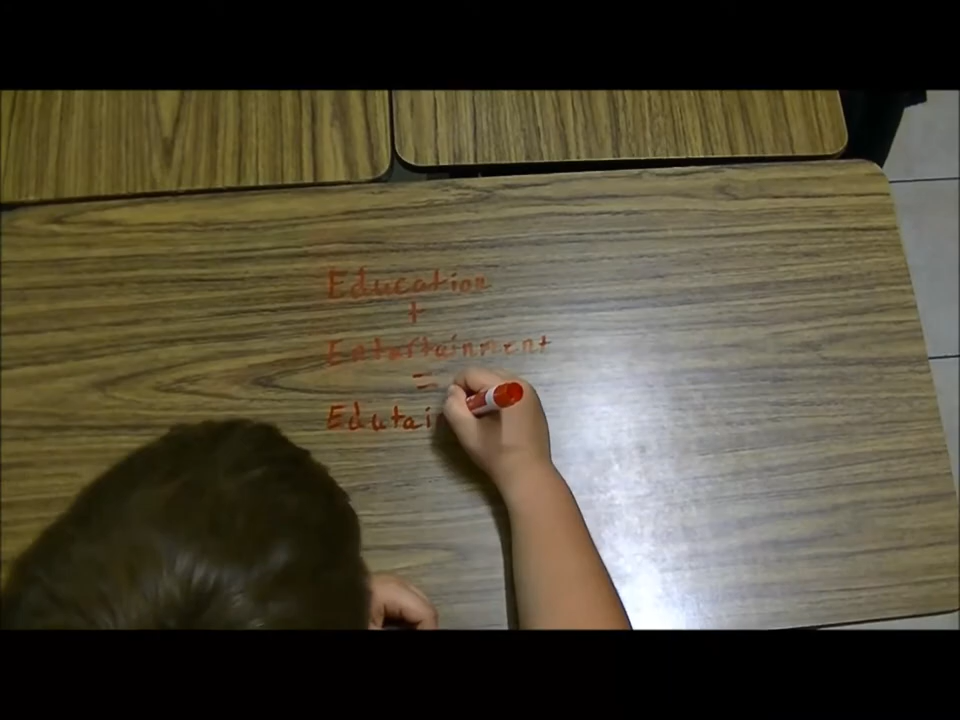 Education
+
Entertainment
=
Edutai